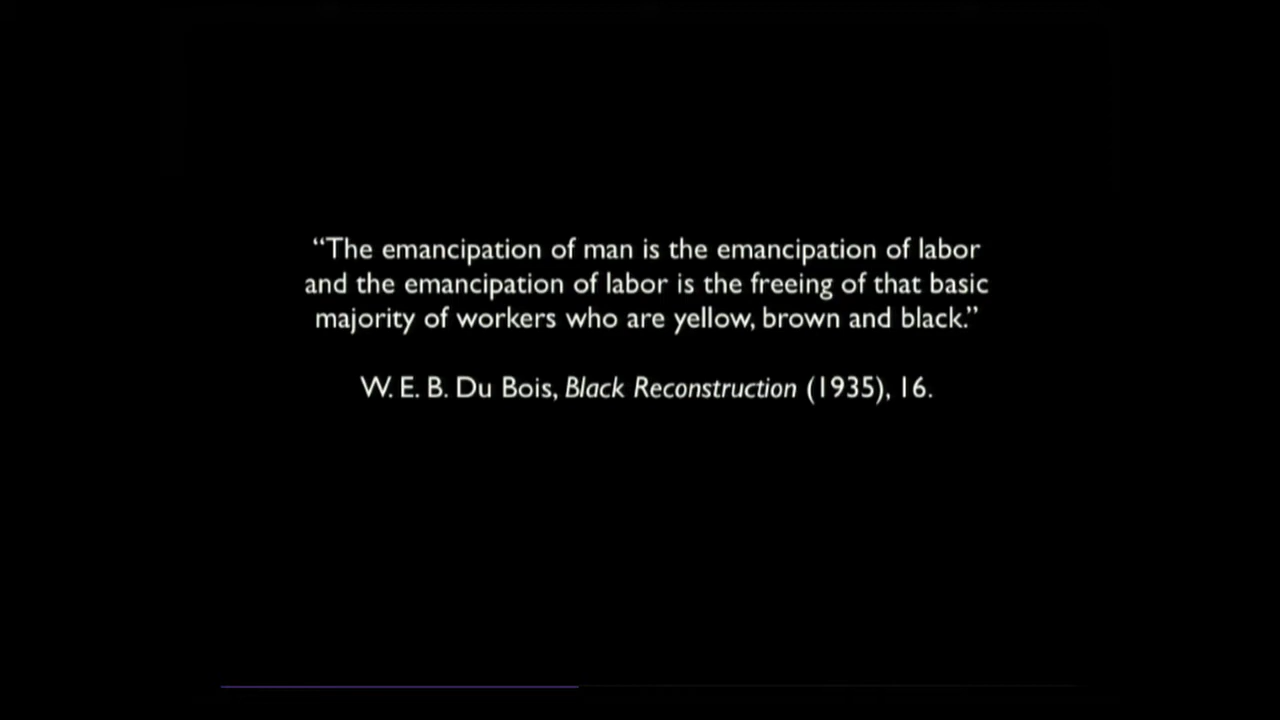 “The emancipation of man is the emancipation of labor
and the emancipation of labor is the freeing of that basic
majority of workers who are yellow, brown and black.”
W. E. B. Du Bois, Black Reconstruction (1935), 16.